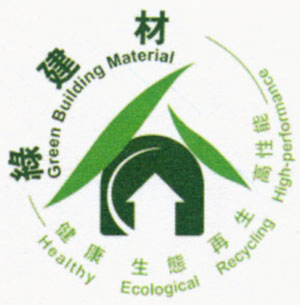 綠建材
Green Building Material
健康
Healthy
生態
Ecological
再生
Recycling
高性能
High-performance